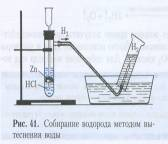 H₂
H₂
Zn
HCl
Рис. 41. Собирание водорода методом вы-
теснения воды